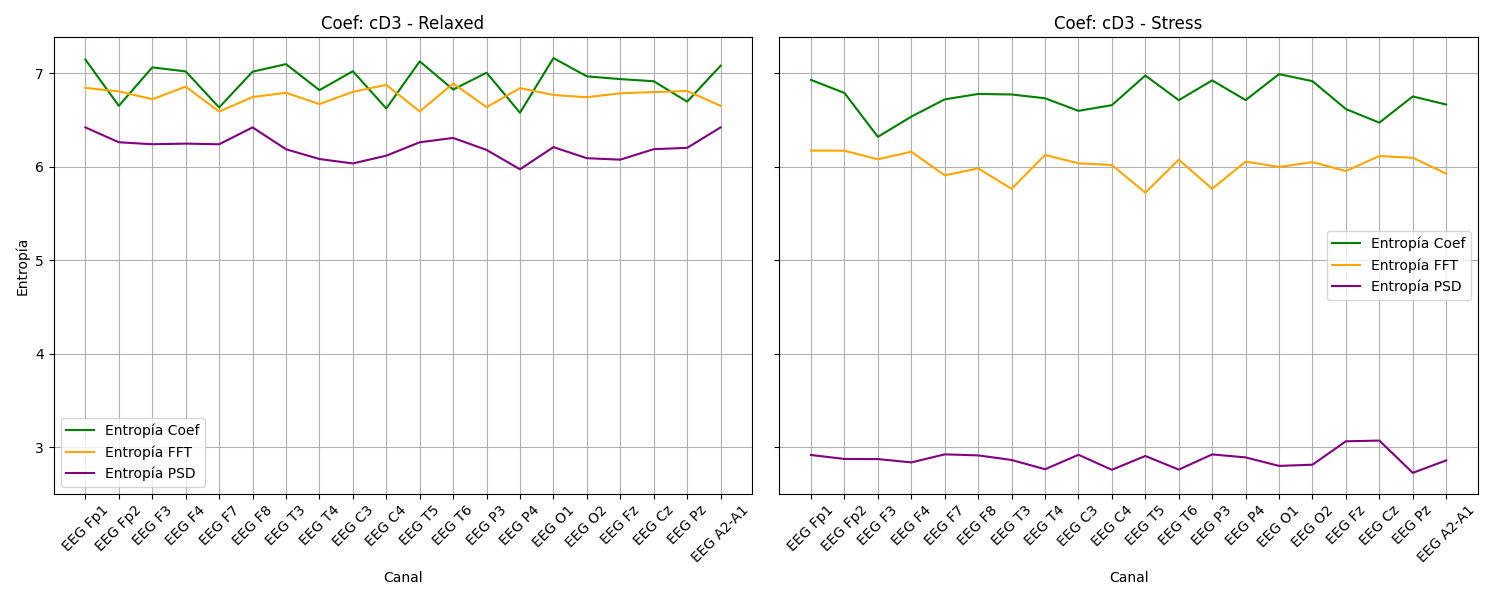 Coef: cD3 - Relaxed
Entropía
7
6
5
4
3
Entropía Coef
Entropía FFT
Entropía PSD
EEG Fp1
EEG Fp2
EEG F3
EEG F4
EEG F7
EEG F8
EEG T3
EEG T4
EEG C3
EEG C4
EEG T5
EEG T6
EEG P3
EEG P4
EEG O1
EEG O2
EEG Fz
EEG Cz
EEG Pz
EEG A2-A1
Canal
Coef: cD3 - Stress
Entropía Coef
Entropía FFT
Entropía PSD
EEG Fp1
EEG Fp2
EEG F3
EEG F4
EEG F7
EEG F8
EEG T3
EEG T4
EEG C3
EEG C4
EEG T5
EEG T6
EEG P3
EEG P4
EEG O1
EEG O2
EEG Fz
EEG Cz
EEG Pz
EEG A2-A1
Canal